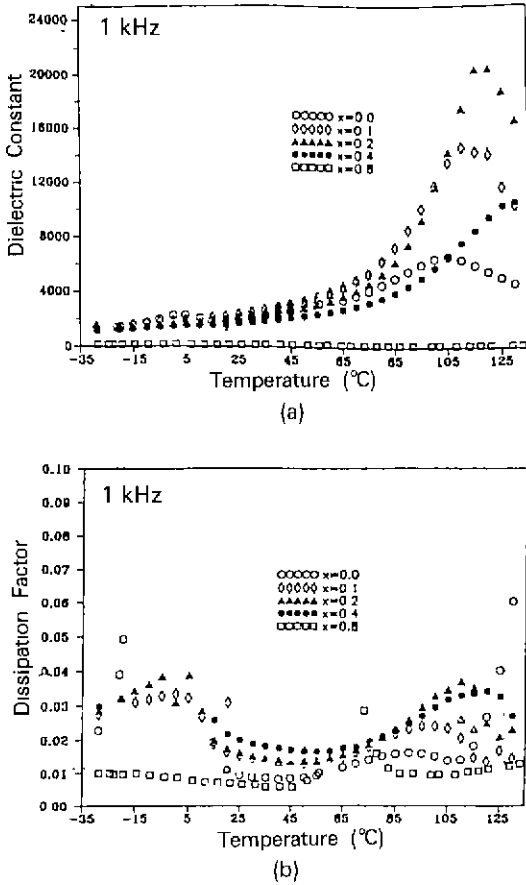 1 kHz
24000
20000
16000
12000
8000
4000
0
Dielectric Constant
x=0.0
x=0.1
x=0.2
x=0.4
x=0.8
-35 -15 5 25 45 65 85 105 125
Temperature (°C)
(a)
1 kHz
0.10
0.09
0.08
0.07
0.06
0.05
0.04
0.03
0.02
0.01
0.00
Dissipation Factor
x=0.0
x=0.1
x=0.2
x=0.4
x=0.8
-35 -15 5 25 45 65 85 105 125
Temperature (°C)
(b)